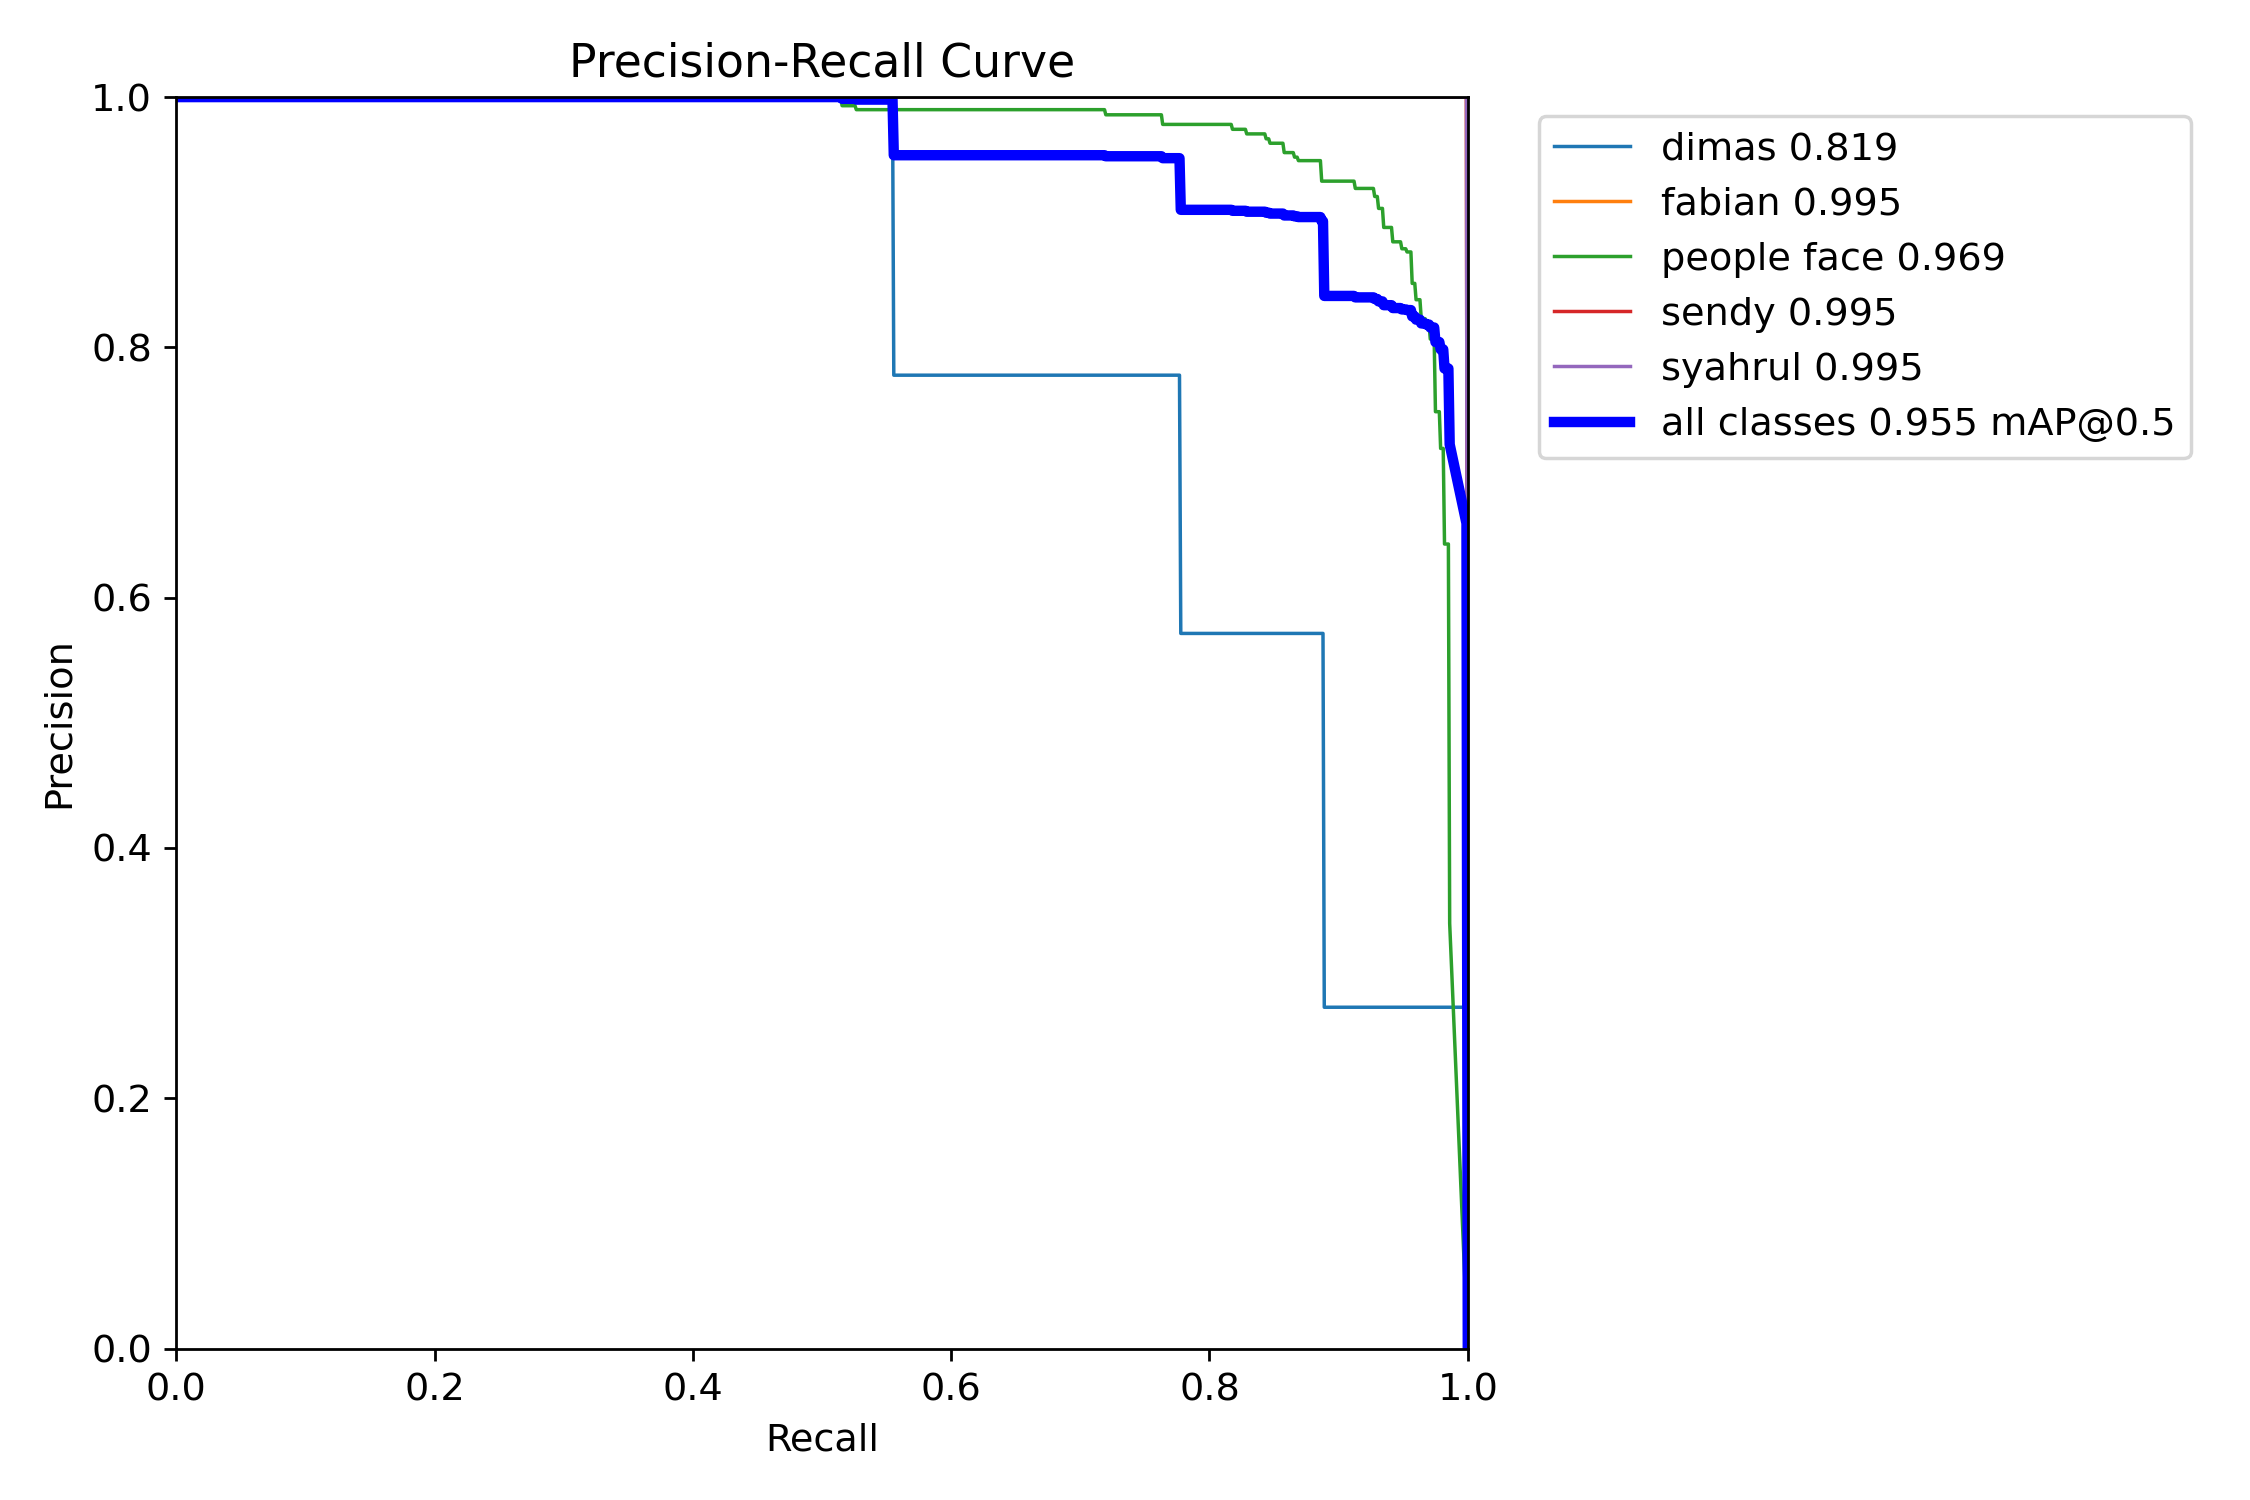 Precision-Recall Curve
1.0
0.8
0.6
0.4
0.2
0.0
Precision
0.0 0.2 0.4 0.6 0.8 1.0
Recall
dimas 0.819
fabian 0.995
people face 0.969
sendy 0.995
syahrul 0.995
all classes 0.955 mAP@0.5